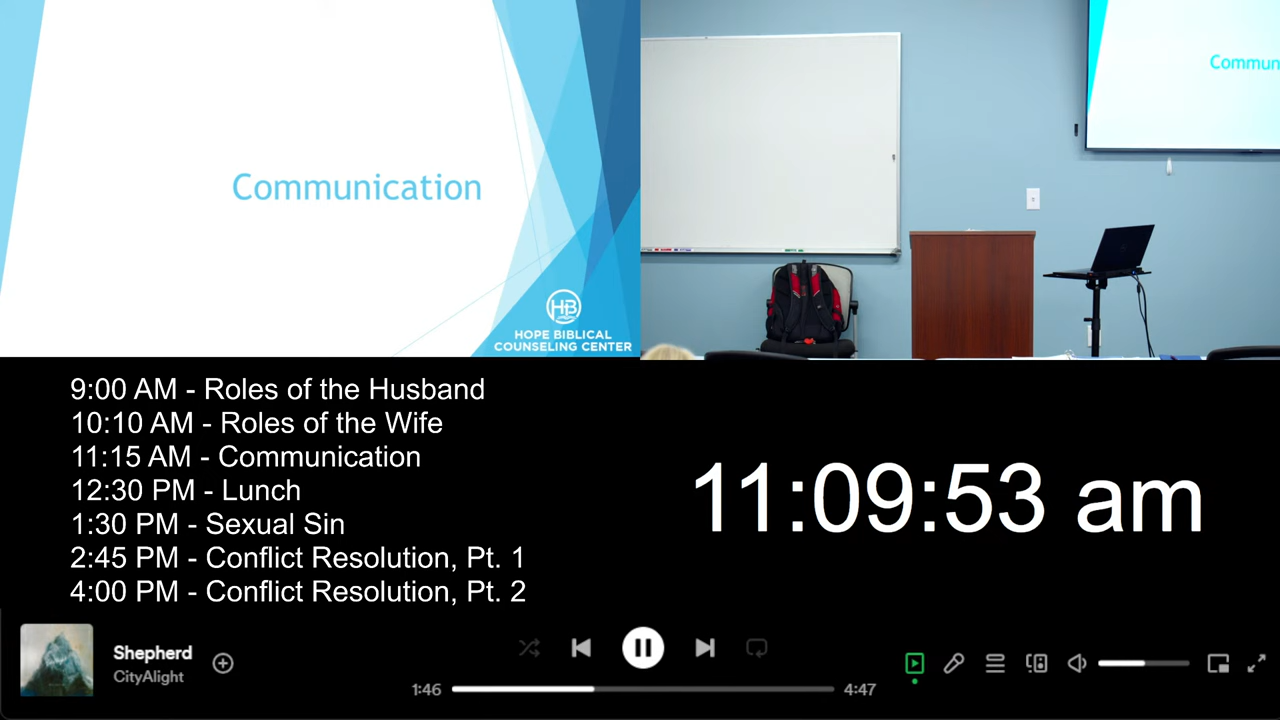 Communication
HB
HOPE BIBLICAL
COUNSELING CENTER
Commun
9:00 AM - Roles of the Husband
10:10 AM - Roles of the Wife
11:15 AM - Communication
12:30 PM - Lunch
1:30 PM - Sexual Sin
2:45 PM - Conflict Resolution, Pt. 1
4:00 PM - Conflict Resolution, Pt. 2
11:09:53 am
Shepherd
CityAlight
1:46
4:47